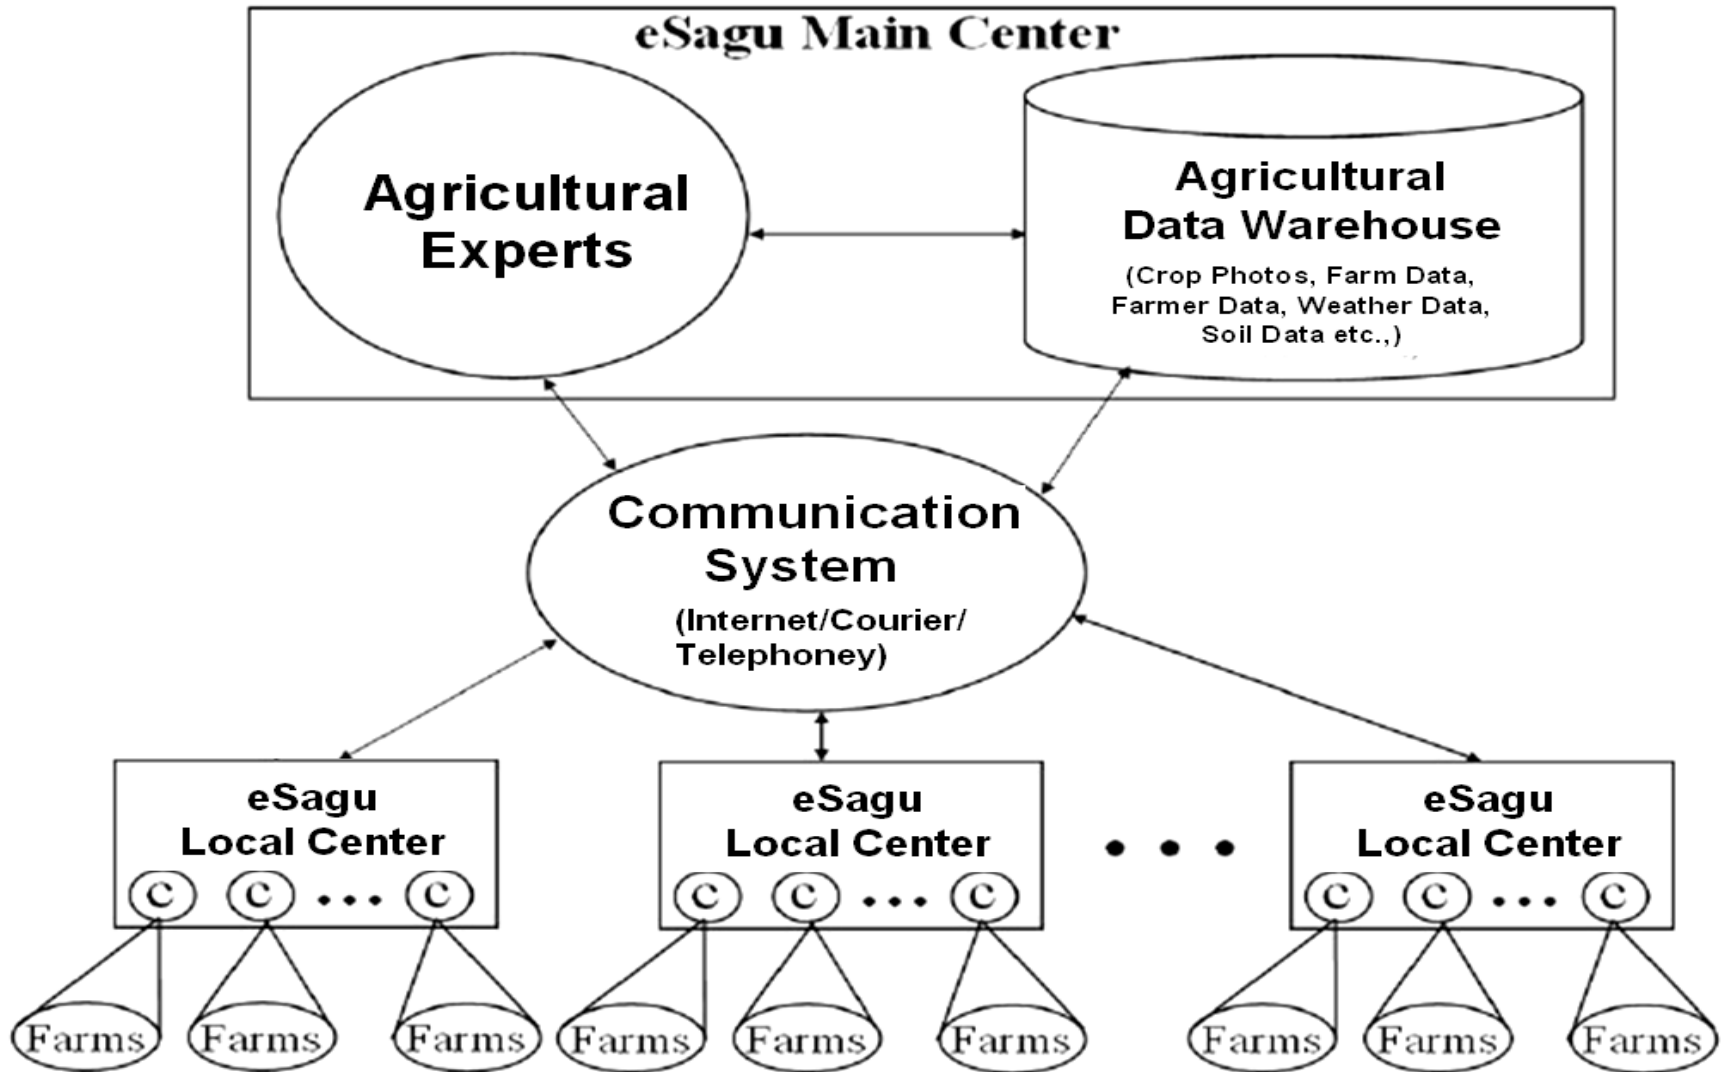 eSagu Main Center
Agricultural
Experts
Agricultural
Data Warehouse
(Crop Photos, Farm Data,
Farmer Data, Weather Data,
Soil Data etc.,)
Communication
System
(Internet/Courier/
Telephoney)
eSagu
Local Center
C C ... C
eSagu
Local Center
C C ... C
• • •
eSagu
Local Center
C C ... C
Farms Farms Farms Farms Farms Farms Farms Farms Farms